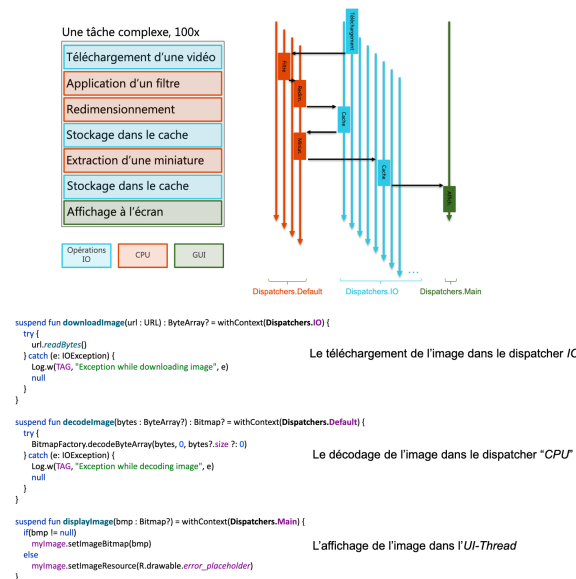 Une tâche complexe, 100x
Téléchargement d'une vidéo
Application d'un filtre
Redimensionnement
Stockage dans le cache
Extraction d'une miniature
Stockage dans le cache
Affichage à l'écran
Opérations
IO
CPU
GUI
Téléchargement
Filtre
Redim.
Cache
Miniat.
Cache
Affich.
...
Dispatchers.Default
Dispatchers.IO
Dispatchers.Main
suspend fun downloadImage(url : URL) : ByteArray? = withContext(Dispatchers.IO) {
try {
url.readBytes()
} catch (e: IOException) {
Log.w(TAG, "Exception while downloading image", e)
null
}
}
Le téléchargement de l'image dans le dispatcher IO
suspend fun decodeImage(bytes : ByteArray?) : Bitmap? = withContext(Dispatchers.Default) {
try {
BitmapFactory.decodeByteArray(bytes, 0, bytes?.size ?: 0)
} catch (e: IOException) {
Log.w(TAG, "Exception while decoding image", e)
null
}
}
Le décodage de l'image dans le dispatcher "CPU"
suspend fun displayImage(bmp : Bitmap?) = withContext(Dispatchers.Main) {
if(bmp != null)
myImage.setImageBitmap(bmp)
else
myImage.setImageResource(R.drawable.error_placeholder)
}
L'affichage de l'image dans l'UI-Thread